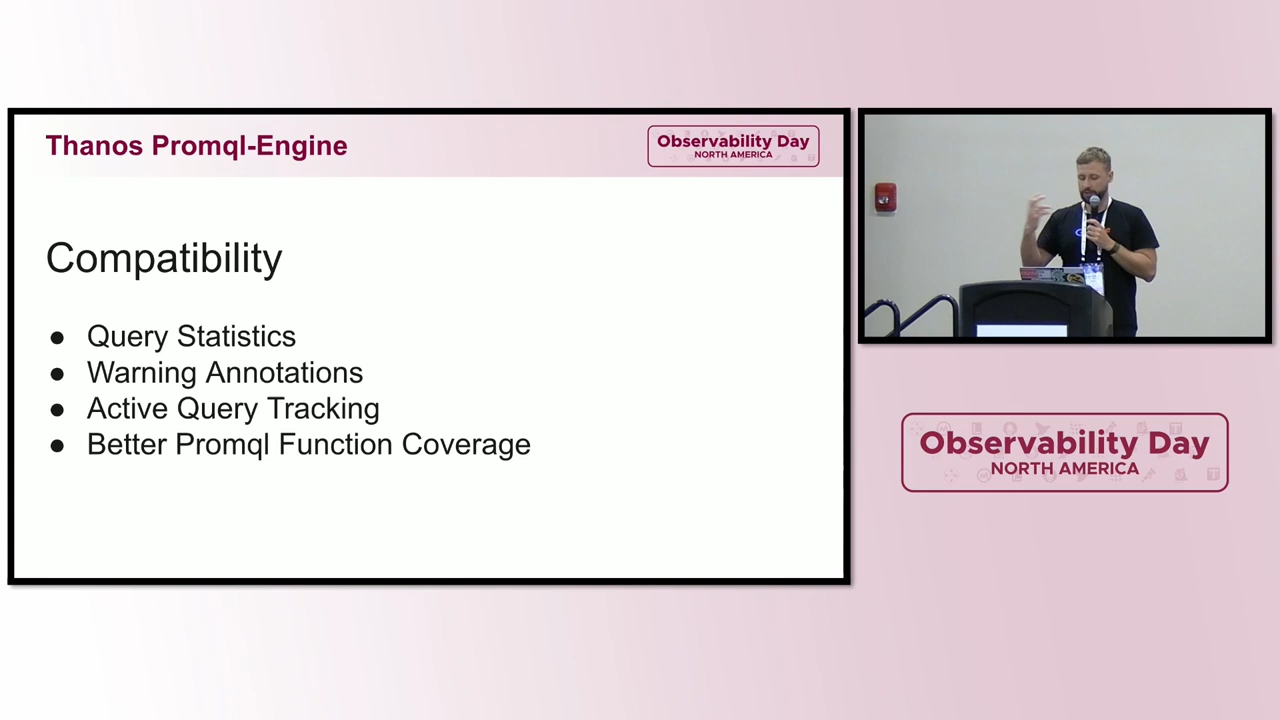 Thanos Promql-Engine
Observability Day
NORTH AMERICA
Compatibility
● Query Statistics
● Warning Annotations
● Active Query Tracking
● Better Promql Function Coverage
Observability Day
NORTH AMERICA